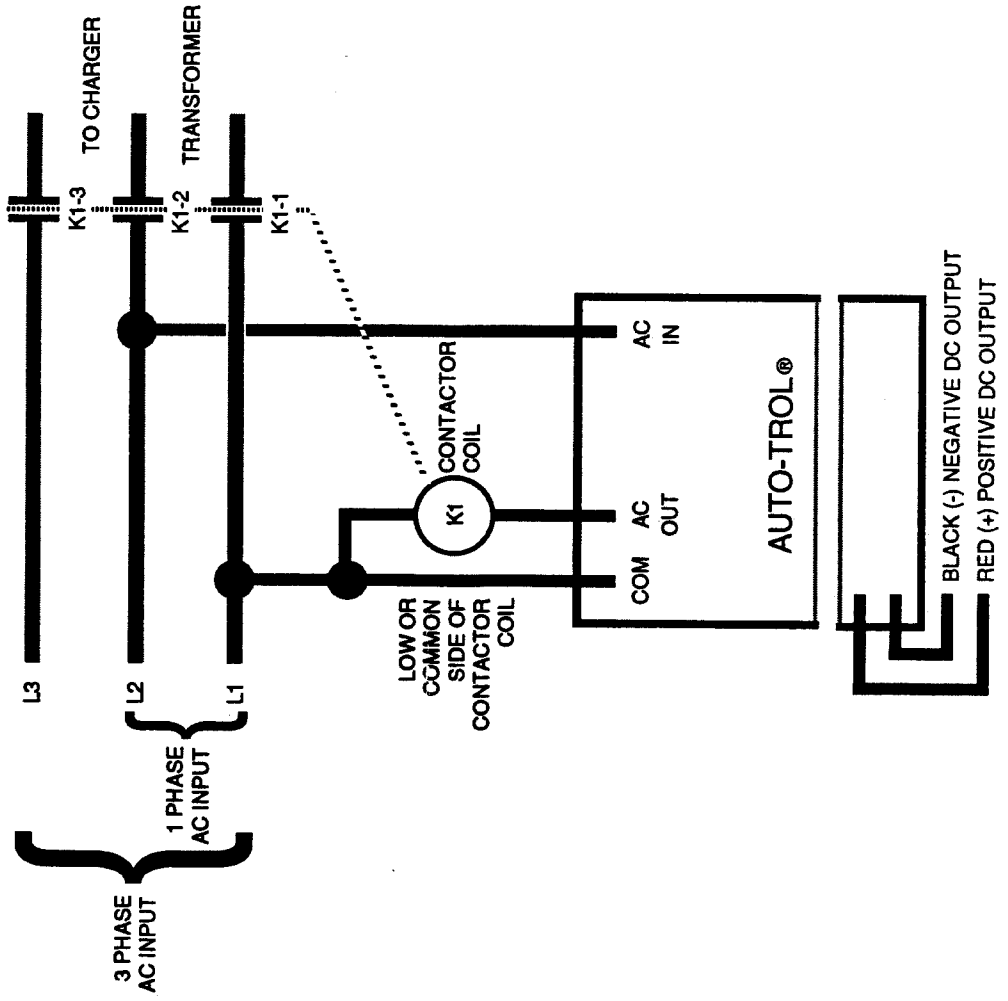 3 PHASE
AC INPUT
1 PHASE
AC INPUT
L3
L2
L1
K1-3
K1-2
K1-1
TO CHARGER
TRANSFORMER
LOW OR
COMMON
SIDE OF
CONTACTOR
COIL
K1
CONTACTOR
COIL
COM
AC
OUT
AC
IN
AUTO-TROL®
BLACK (-) NEGATIVE DC OUTPUT
RED (+) POSITIVE DC OUTPUT